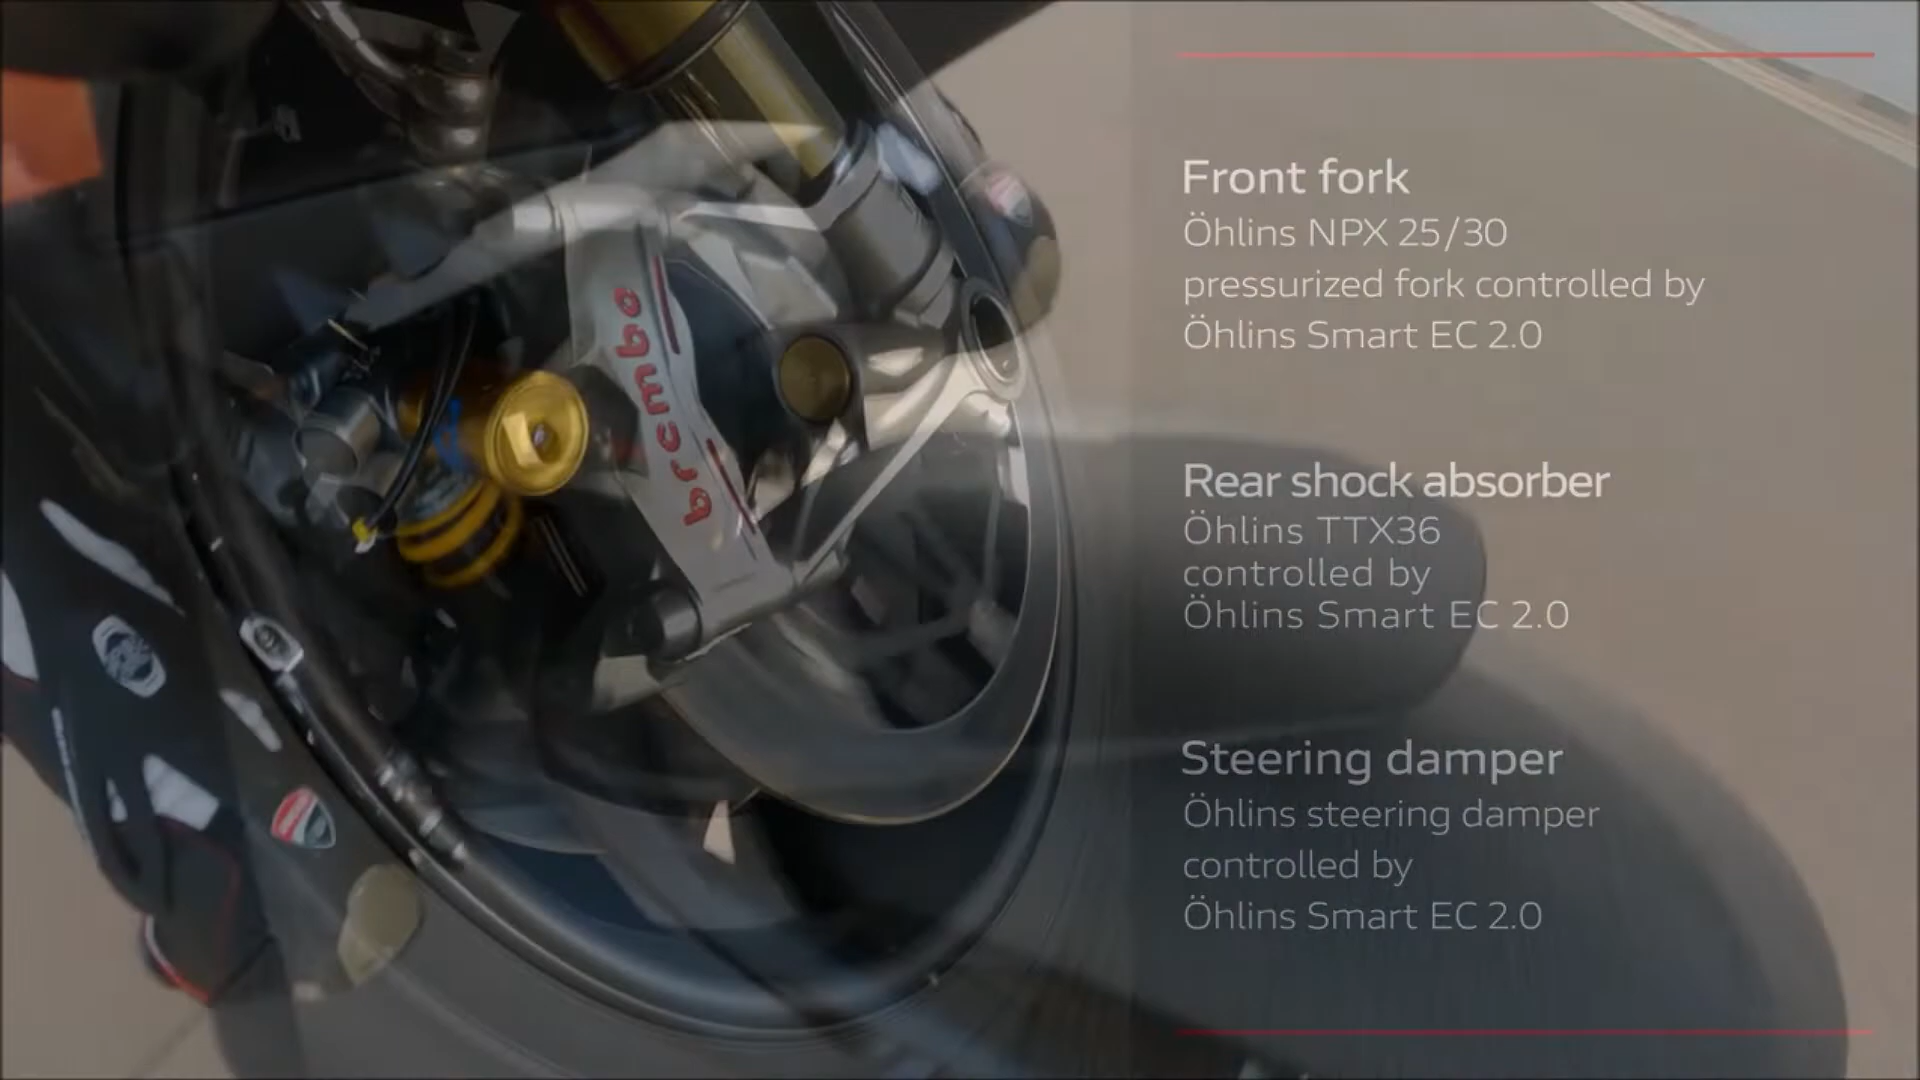 Front fork
Öhlins NPX 25/30
pressurized fork controlled by
Öhlins Smart EC 2.0
Rear shock absorber
Öhlins TTX36
controlled by
Öhlins Smart EC 2.0
Steering damper
Öhlins steering damper
controlled by
Öhlins Smart EC 2.0
brembo